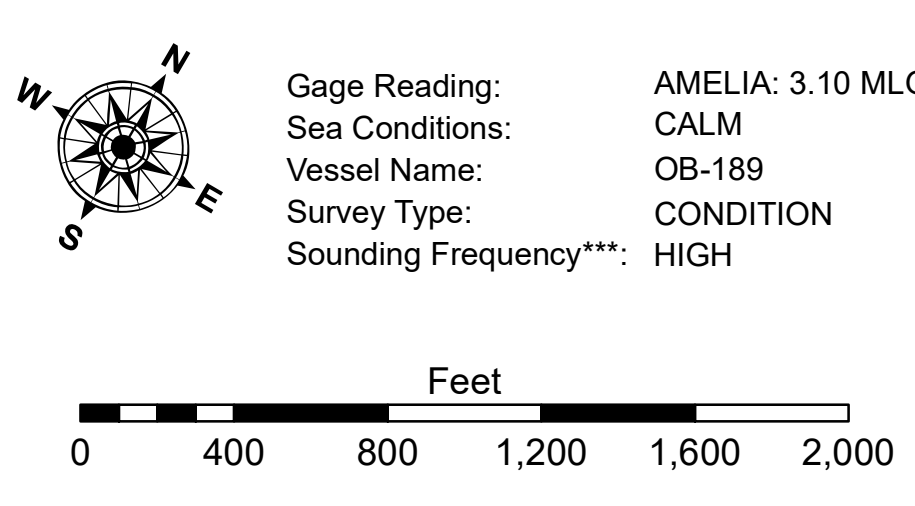 N
W
E
S
Gage Reading: AMELIA: 3.10
Sea Conditions: CALM
Vessel Name: OB-189
Survey Type: CONDITION
Sounding Frequency***: HIGH
Feet
0 400 800 1,200 1,600 2,000